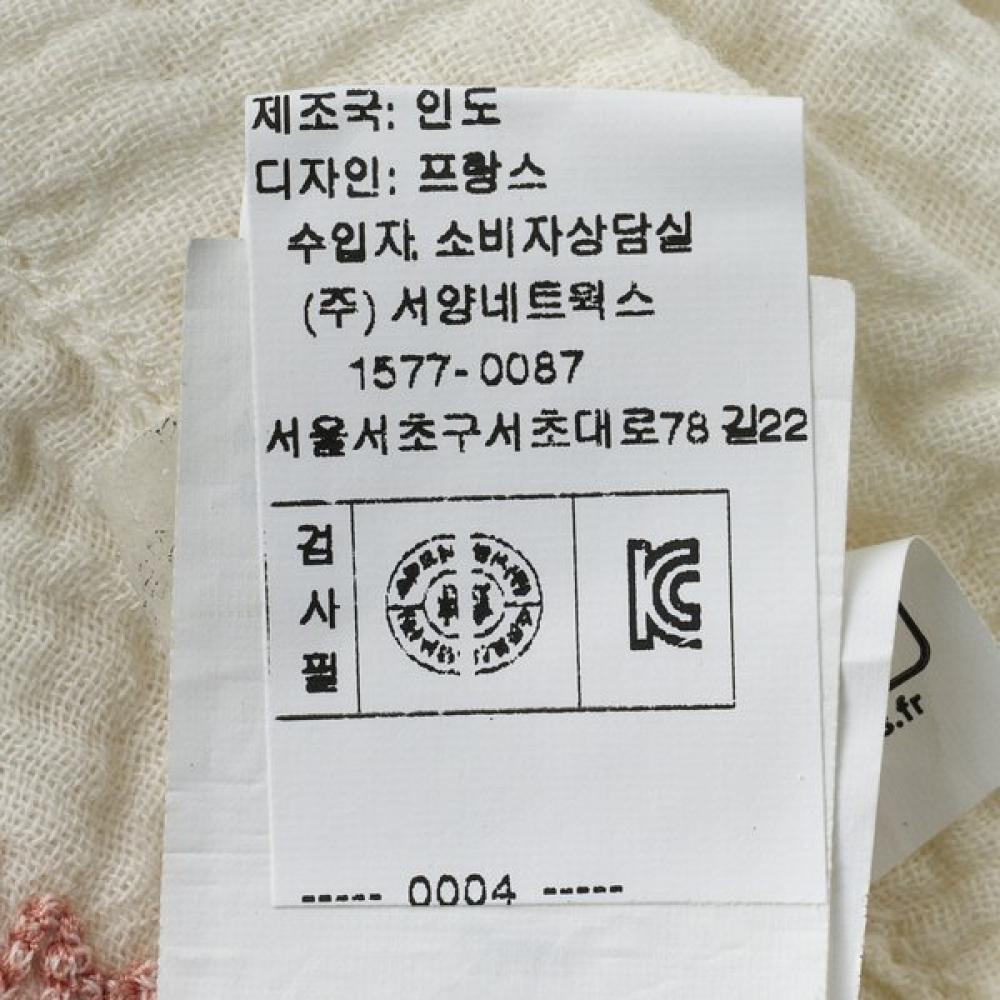 제조국: 인도
디자인: 프랑스
수입자, 소비자상담실
(주) 서양네트웍스
1577-0087
서울서초구서초대로78길22
검
사
필
KC
----- 0004 -----
s.fr